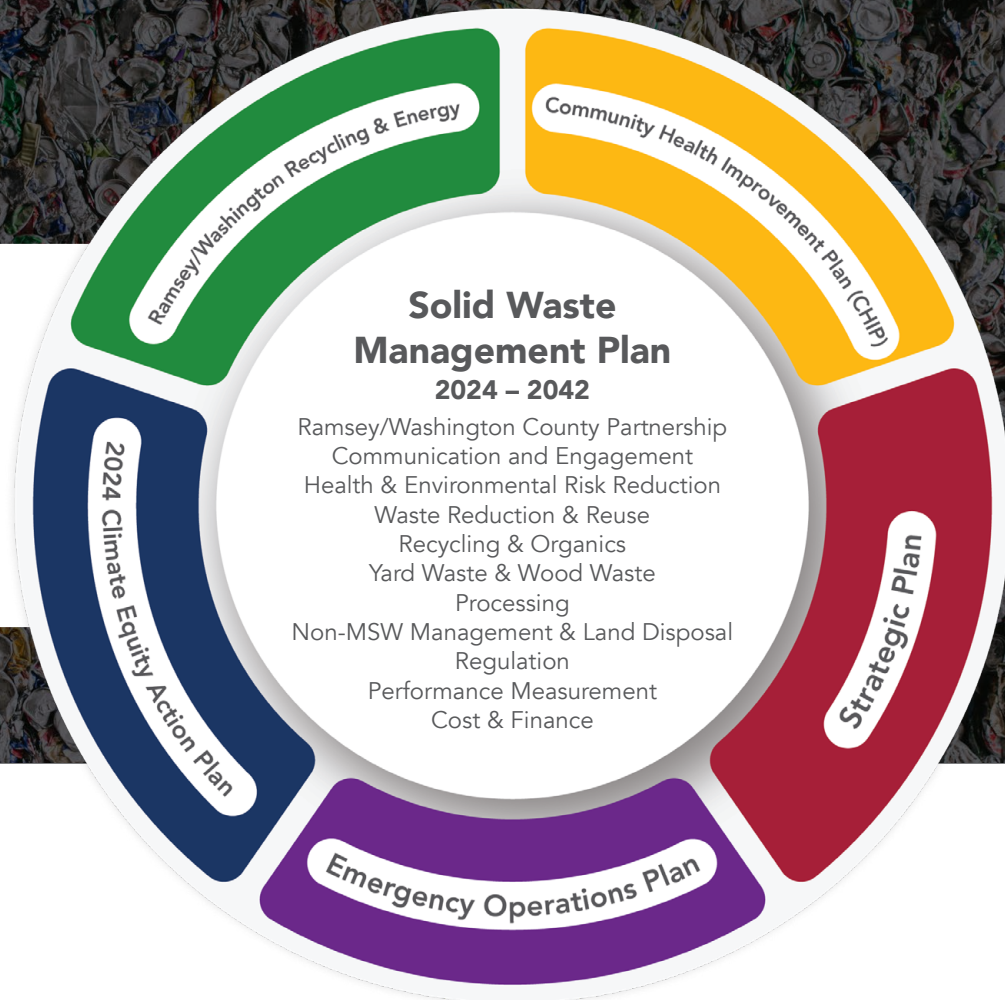 Ramsey/Washington Recycling & Energy
Community Health Improvement Plan (CHIP)
Solid Waste
Management Plan
2024 – 2042
Ramsey/Washington County Partnership
Communication and Engagement
Health & Environmental Risk Reduction
Waste Reduction & Reuse
Recycling & Organics
Yard Waste & Wood Waste
Processing
Non-MSW Management & Land Disposal
Regulation
Performance Measurement
Cost & Finance
2024 Climate Equity Action Plan
Strategic Plan
Emergency Operations Plan